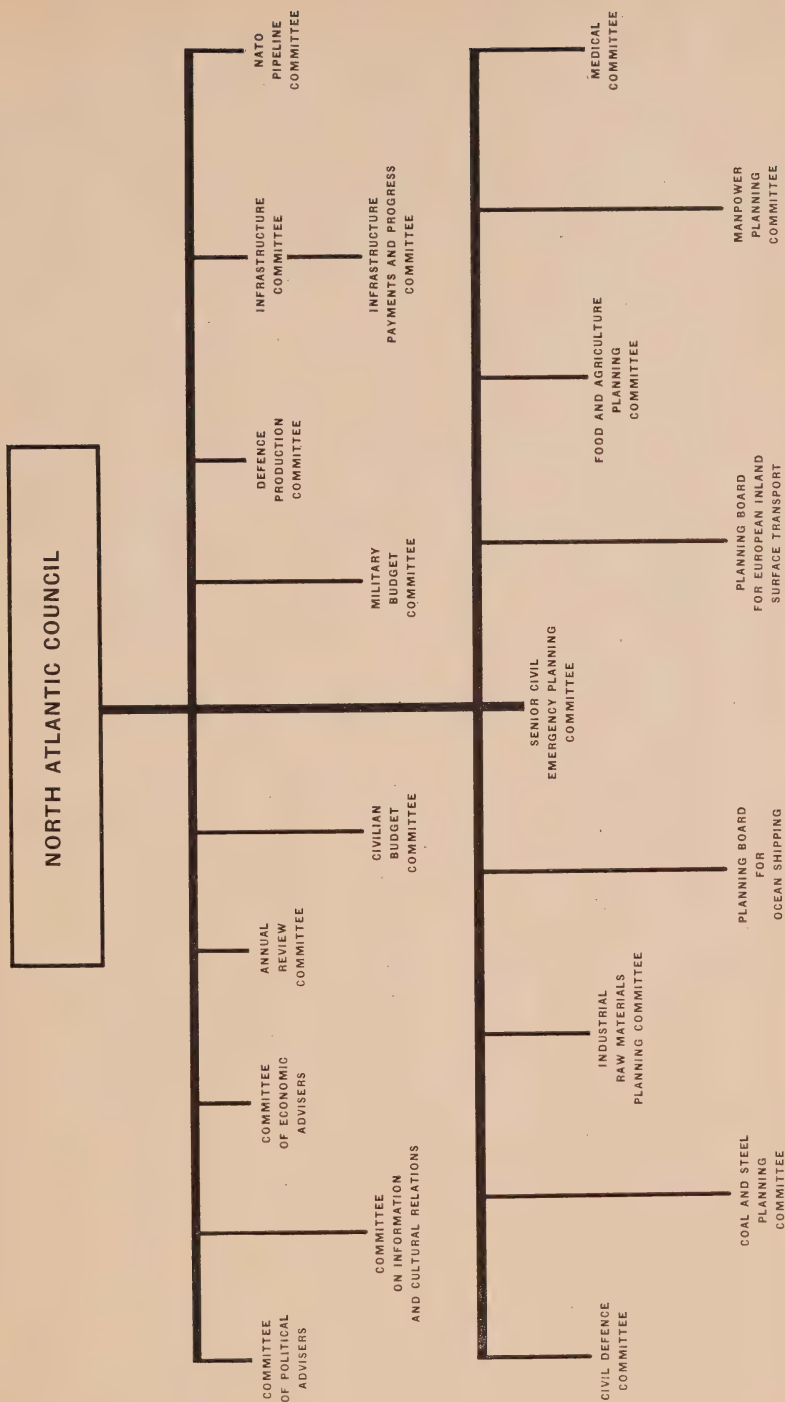 NORTH ATLANTIC COUNCIL
COMMITTEE
OF POLITICAL
ADVISERS
COMMITTEE
ON INFORMATION
AND CULTURAL RELATIONS
COMMITTEE
OF ECONOMIC
ADVISERS
ANNUAL
REVIEW
COMMITTEE
CIVILIAN
BUDGET
COMMITTEE
MILITARY
BUDGET
COMMITTEE
DEFENCE
PRODUCTION
COMMITTEE
INFRASTRUCTURE
COMMITTEE
INFRASTRUCTURE
PAYMENTS AND PROGRESS
COMMITTEE
NATO
PIPELINE
COMMITTEE
SENIOR CIVIL
EMERGENCY PLANNING
COMMITTEE
CIVIL DEFENCE
COMMITTEE
COAL AND STEEL
PLANNING
COMMITTEE
INDUSTRIAL
RAW MATERIALS
PLANNING COMMITTEE
PLANNING BOARD
FOR
OCEAN SHIPPING
PLANNING BOARD
FOR EUROPEAN INLAND
SURFACE TRANSPORT
FOOD AND AGRICULTURE
PLANNING
COMMITTEE
MANPOWER
PLANNING
COMMITTEE
MEDICAL
COMMITTEE